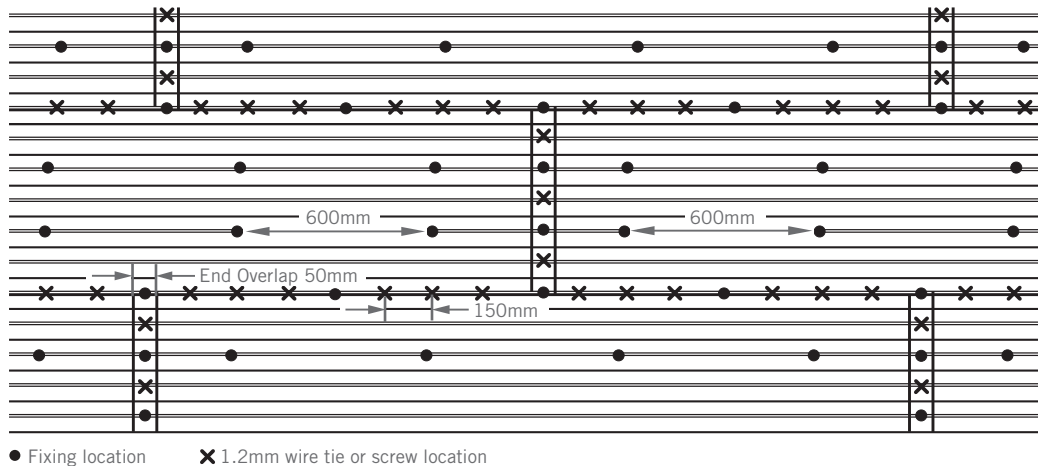 600mm 600mm
End Overlap 50mm
150mm
Fixing location 1.2mm wire tie or screw location